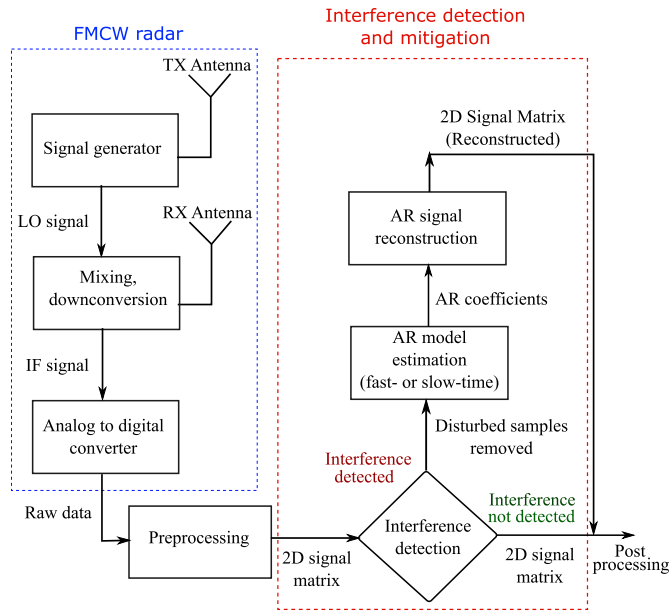 FMCW radar
TX Antenna
Signal generator
LO signal
RX Antenna
Mixing,
downconversion
IF signal
Analog to digital
converter
Raw data
Preprocessing
2D signal
matrix
Interference detection
and mitigation
2D Signal Matrix
(Reconstructed)
AR signal
reconstruction
AR coefficients
AR model
estimation
(fast- or slow-time)
Disturbed samples
removed
Interference
detected
Interference
detection
Interference
not detected
2D signal
matrix
Post
processing